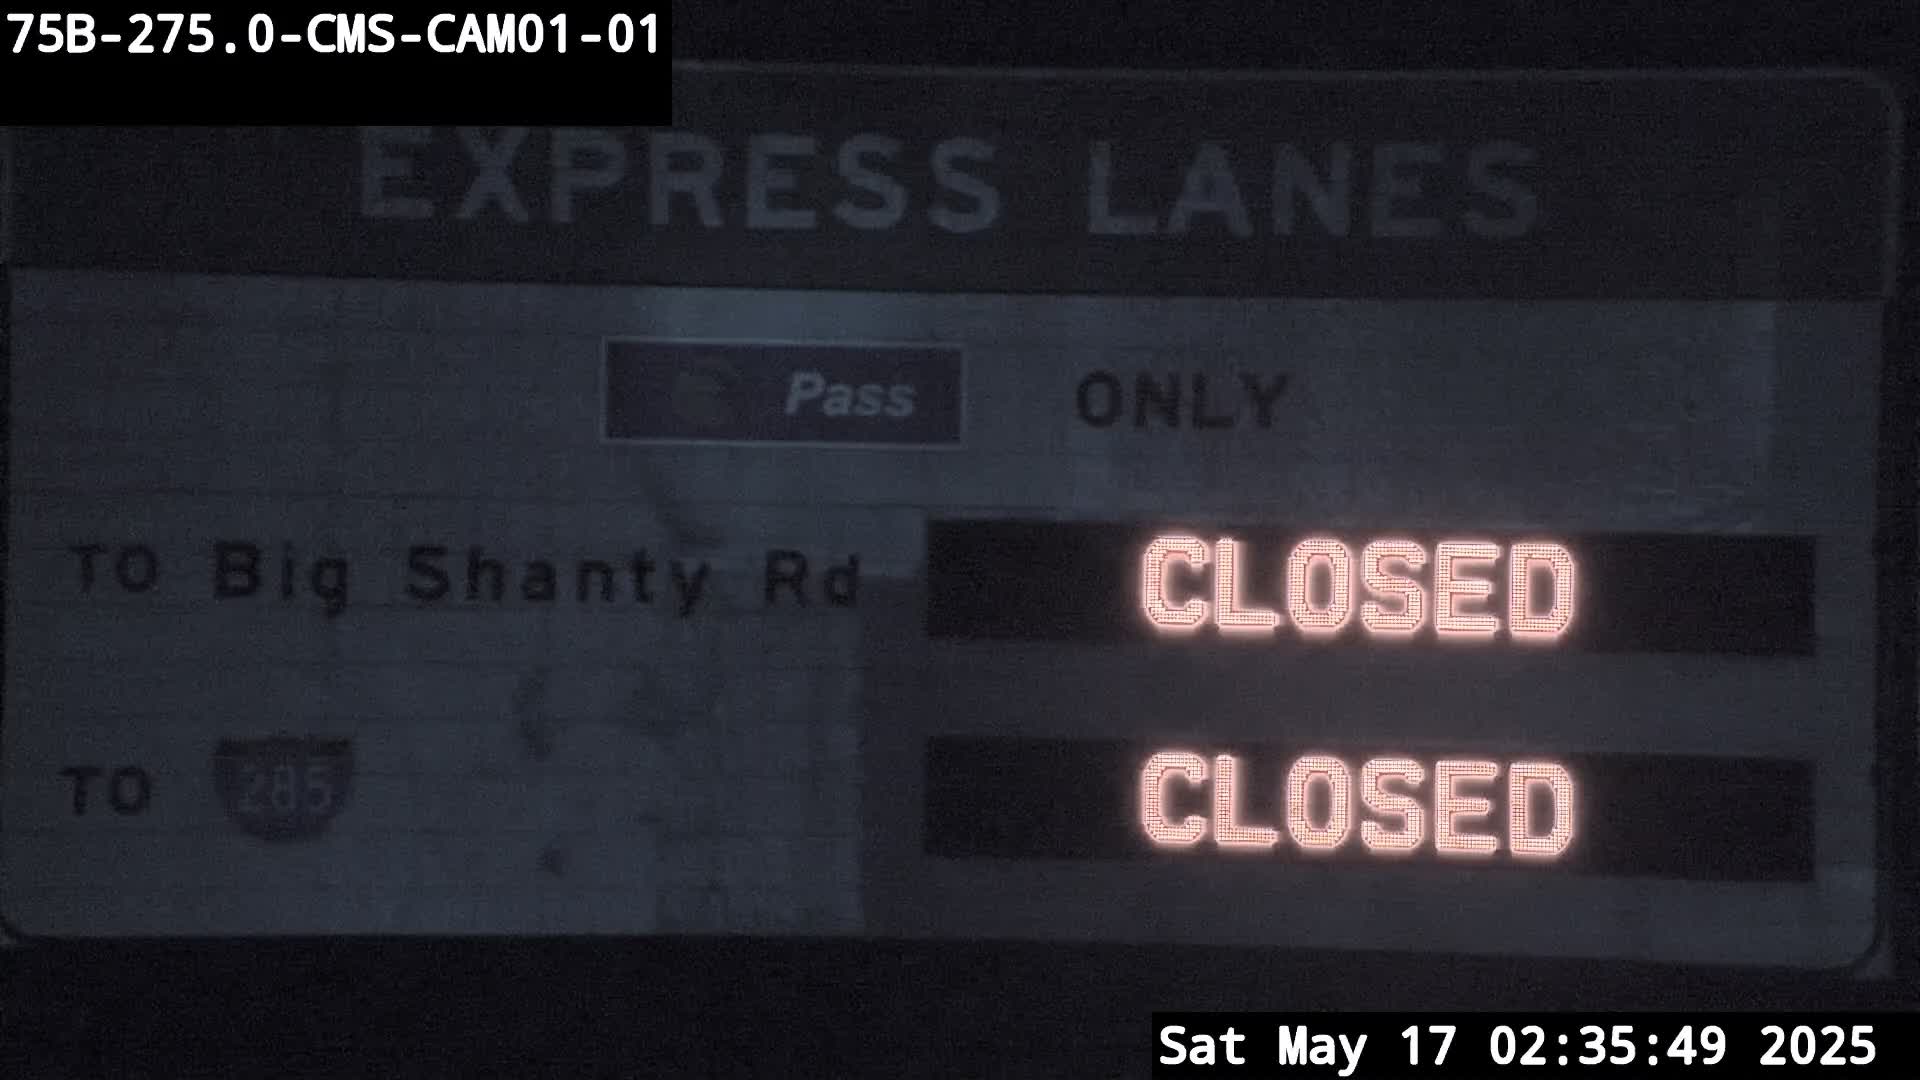 75B-275.0-CMS-CAM01-01
EXPRESS LANES
Pass ONLY
TO Big Shanty Rd CLOSED
TO 285 CLOSED
Sat May 17 02:35:49 2025